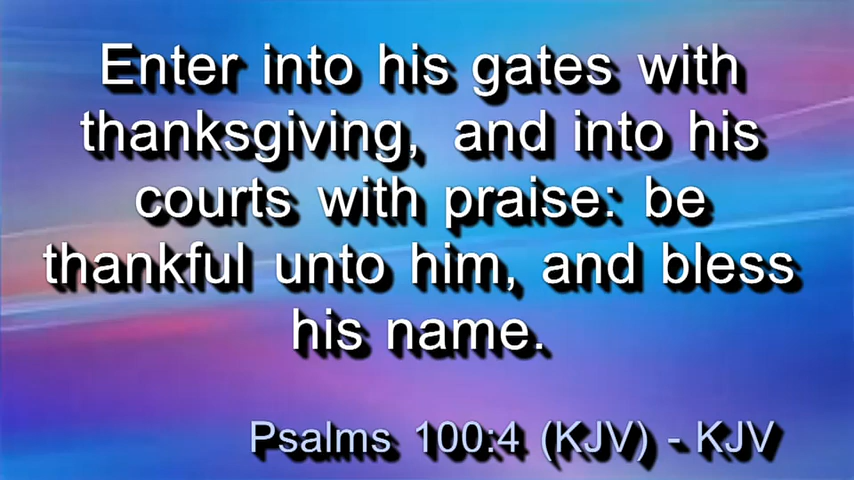 Enter into his gates with
thanksgiving, and into his
courts with praise: be
thankful unto him, and bless
his name.
Psalms 100:4 (KJV) - KJV